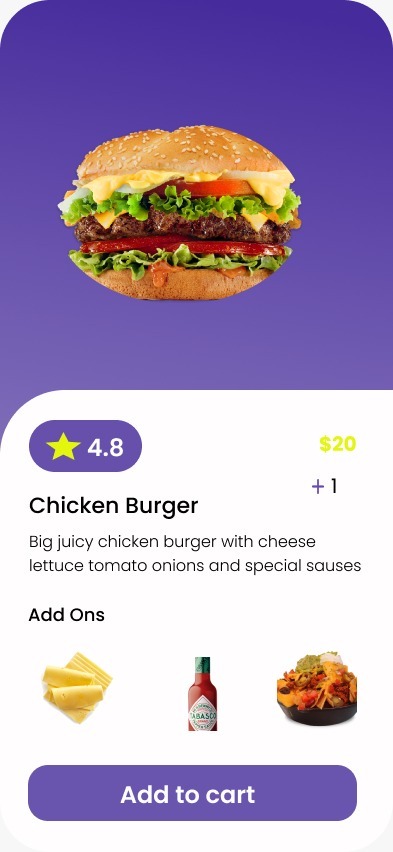 4.8
$20
+ 1
Chicken Burger
Big juicy chicken burger with cheese
lettuce tomato onions and special sauses
Add Ons
TABASCO
Add to cart